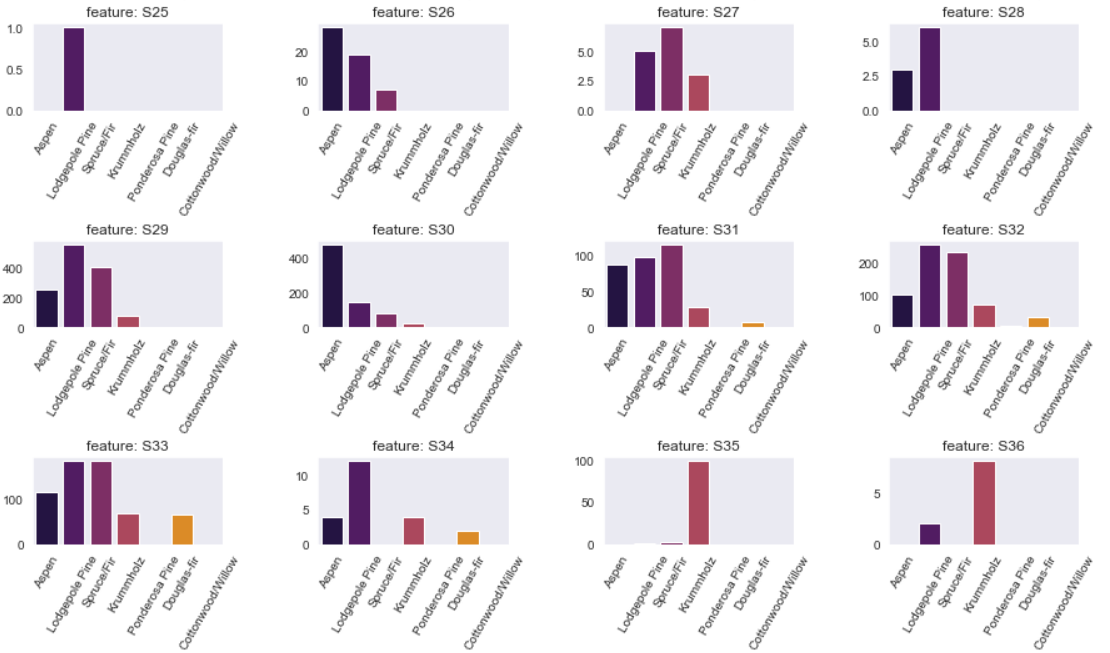 feature: S25
1.0
0.5
0.0
Aspen
Lodgepole Pine
Spruce/Fir
Krummholz
Ponderosa Pine
Douglas-fir
Cottonwood/Willow
feature: S26
20
10
0
Aspen
Lodgepole Pine
Spruce/Fir
Krummholz
Ponderosa Pine
Douglas-fir
Cottonwood/Willow
feature: S27
5.0
2.5
0.0
Aspen
Lodgepole Pine
Spruce/Fir
Krummholz
Ponderosa Pine
Douglas-fir
Cottonwood/Willow
feature: S28
5.0
2.5
0.0
Aspen
Lodgepole Pine
Spruce/Fir
Krummholz
Ponderosa Pine
Douglas-fir
Cottonwood/Willow
feature: S29
400
200
0
Aspen
Lodgepole Pine
Spruce/Fir
Krummholz
Ponderosa Pine
Douglas-fir
Cottonwood/Willow
feature: S30
400
200
0
Aspen
Lodgepole Pine
Spruce/Fir
Krummholz
Ponderosa Pine
Douglas-fir
Cottonwood/Willow
feature: S31
100
50
0
Aspen
Lodgepole Pine
Spruce/Fir
Krummholz
Ponderosa Pine
Douglas-fir
Cottonwood/Willow
feature: S32
200
100
0
Aspen
Lodgepole Pine
Spruce/Fir
Krummholz
Ponderosa Pine
Douglas-fir
Cottonwood/Willow
feature: S33
100
0
Aspen
Lodgepole Pine
Spruce/Fir
Krummholz
Ponderosa Pine
Douglas-fir
Cottonwood/Willow
feature: S34
10
5
0
Aspen
Lodgepole Pine
Spruce/Fir
Krummholz
Ponderosa Pine
Douglas-fir
Cottonwood/Willow
feature: S35
100
50
0
Aspen
Lodgepole Pine
Spruce/Fir
Krummholz
Ponderosa Pine
Douglas-fir
Cottonwood/Willow
feature: S36
5
0
Aspen
Lodgepole Pine
Spruce/Fir
Krummholz
Ponderosa Pine
Douglas-fir
Cottonwood/Willow